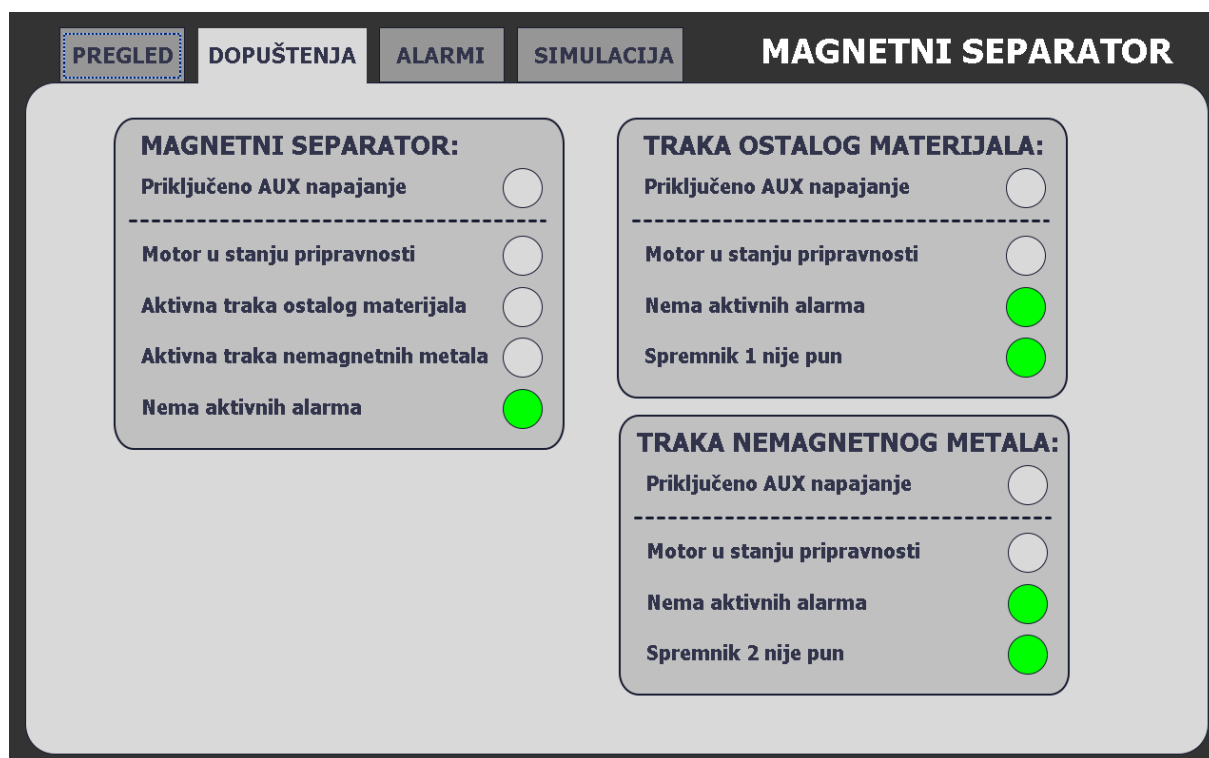 PREGLED
DOPUŠTENJA
ALARMI
SIMULACIJA
MAGNETNI SEPARATOR
MAGNETNI SEPARATOR:
Priključeno AUX napajanje
Motor u stanju pripravnosti
Aktivna traka ostalog materijala
Aktivna traka nemagnetnih metala
Nema aktivnih alarma
TRAKA OSTALOG MATERIJALA:
Priključeno AUX napajanje
Motor u stanju pripravnosti
Nema aktivnih alarma
Spremnik 1 nije pun
TRAKA NEMAGNETNOG METALA:
Priključeno AUX napajanje
Motor u stanju pripravnosti
Nema aktivnih alarma
Spremnik 2 nije pun